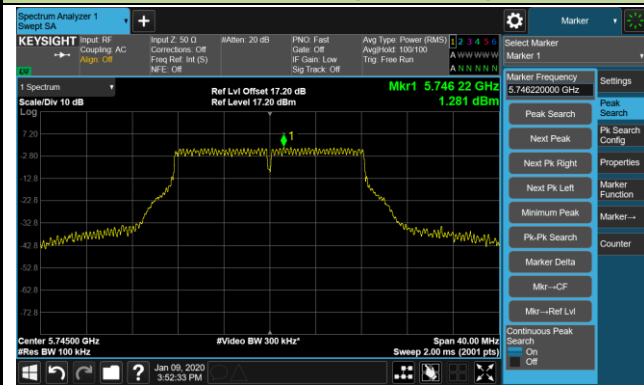 Spectrum Analyzer 1
Swept SA
Marker
KEYSIGHT
Input: RF
Coupling: AC
Align: Off
Input Z: 50 Ω
Corrections: Off
Freq Ref: Int (S)
NFE: Off
#Atten: 20 dB
PNO: Fast
Gate: Off
IF Gain: Low
Sig Track: Off
Avg Type: Power (RMS)
Avg|Hold: 100/100
Trig: Free Run
1 2 3 4 5 6
A W W W W W
A N N N N N
Select Marker
Marker 1
1 Spectrum
Scale/Div 10 dB
Log
Ref Lvl Offset 17.20 dB
Ref Level 17.20 dBm
Mkr1 5.746 22 GHz
1.281 dBm
1
7.20
-2.80
-12.8
-22.8
-32.8
-42.8
-52.8
-62.8
-72.8
Center 5.74500 GHz
#Res BW 100 kHz
#Video BW 300 kHz*
Span 40.00 MHz
Sweep 2.00 ms (2001 pts)
Marker Frequency
5.746220000 GHz
Peak Search
Next Peak
Next Pk Right
Next Pk Left
Minimum Peak
Pk-Pk Search
Marker Delta
Mkr→CF
Mkr→Ref Lvl
Continuous Peak
Search
On
Off
Settings
Peak
Search
Pk Search
Config
Properties
Marker
Function
Marker→
Counter
?
Jan 09, 2020
3:52:33 PM